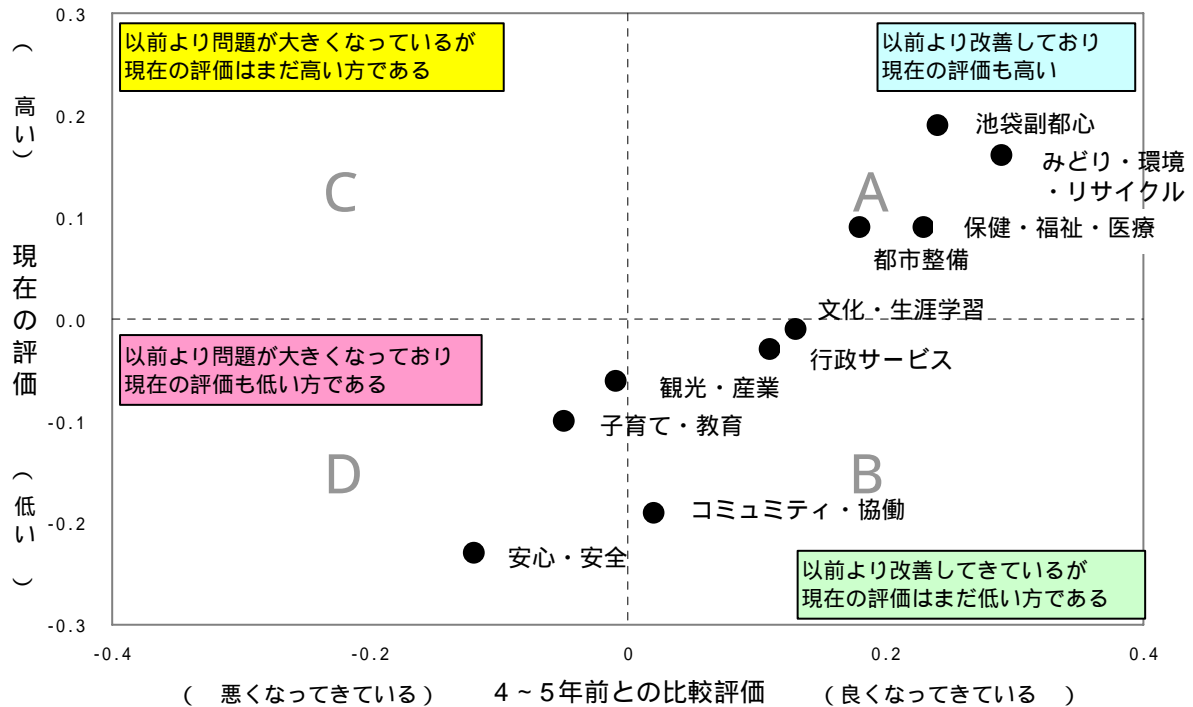 0.3
0.2
0.1
0.0
-0.1
-0.2
-0.3
( 高い) 現在の評価 ( 低い )
以前より問題が大きくなっているが
現在の評価はまだ高い方である
以前より改善しており
現在の評価も高い
池袋副都心
みどり・環境
・リサイクル
C
A
保健・福祉・医療
都市整備
文化・生涯学習
以前より問題が大きくなっており
現在の評価も低い方である
行政サービス
観光・産業
子育て・教育
D
B
コミュミティ・協働
安心・安全
以前より改善してきているが
現在の評価はまだ低い方である
-0.4
-0.2
0
0.2
0.4
( 悪くなってきている) 4~5年前との比較評価 (良くなってきている )